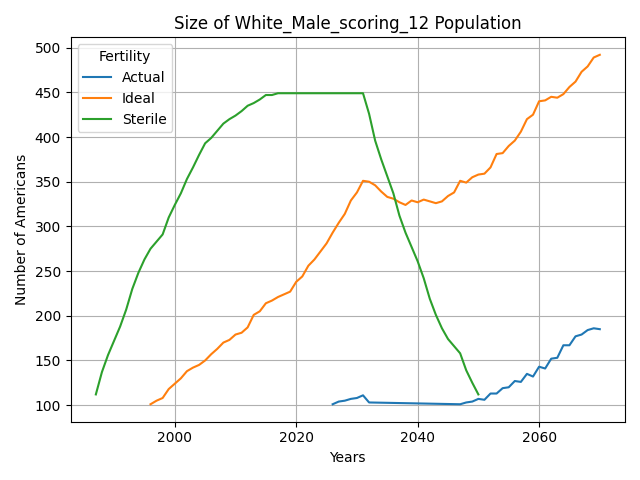 Size of White_Male_scoring_12 Population
Fertility
Actual
Ideal
Sterile
Number of Americans
500
450
400
350
300
250
200
150
100
2000
2020
2040
2060
Years